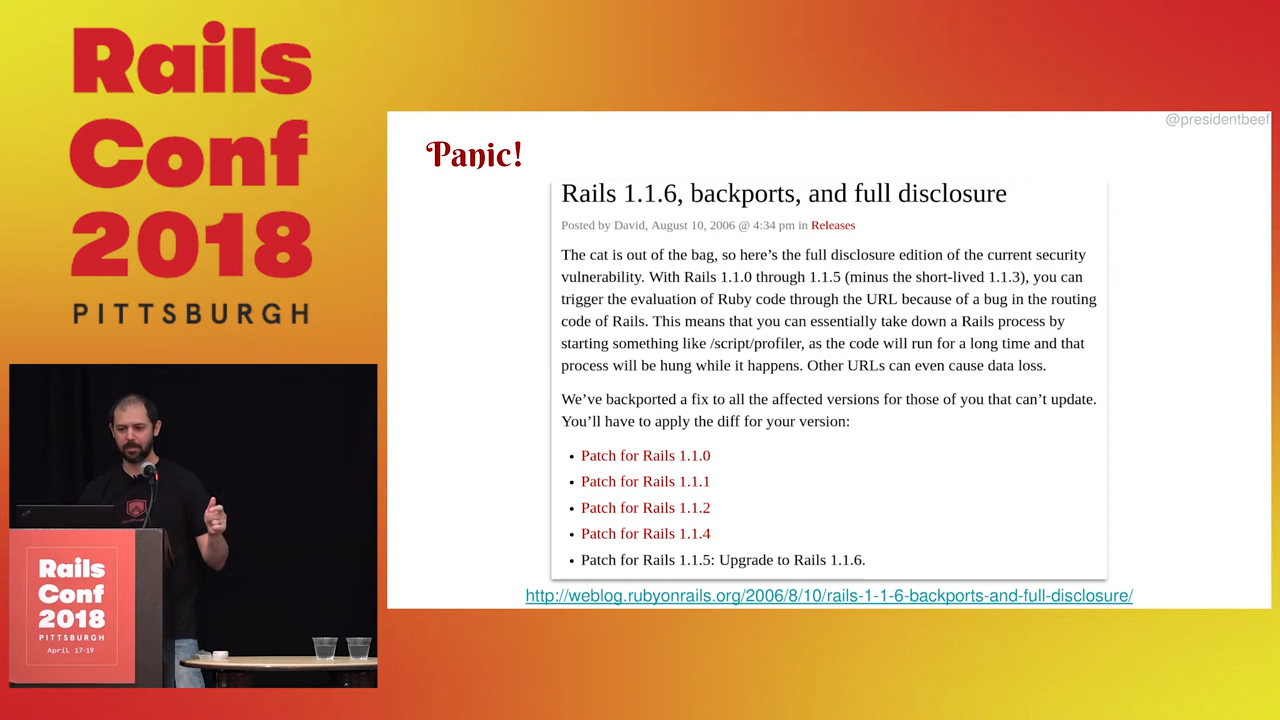 Rails
Conf
2018
PITTSBURGH
@presidentbeef
Panic!
Rails 1.1.6, backports, and full disclosure
Posted by David, August 10, 2006 @ 4:34 pm in Releases
The cat is out of the bag, so here’s the full disclosure edition of the current security
vulnerability. With Rails 1.1.0 through 1.1.5 (minus the short-lived 1.1.3), you can
trigger the evaluation of Ruby code through the URL because of a bug in the routing
code of Rails. This means that you can essentially take down a Rails process by
starting something like /script/profiler, as the code will run for a long time and that
process will be hung while it happens. Other URLs can even cause data loss.
We’ve backported a fix to all the affected versions for those of you that can’t update.
You’ll have to apply the diff for your version:
• Patch for Rails 1.1.0
• Patch for Rails 1.1.1
• Patch for Rails 1.1.2
• Patch for Rails 1.1.4
• Patch for Rails 1.1.5: Upgrade to Rails 1.1.6.
http://weblog.rubyonrails.org/2006/8/10/rails-1-1-6-backports-and-full-disclosure/
Rails
Conf
2018
PITTSBURGH
April 17-19